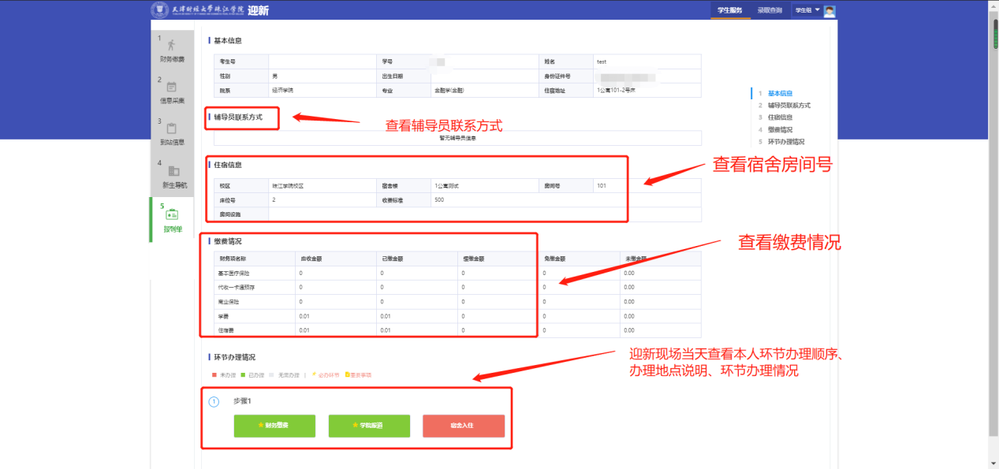 天津财经大学珠江学院 迎新
学生服务 录取查询 学生组
1
财务缴费
2
信息采集
3
到站信息
4
新生导航
5
报到单
基本信息
考生号 学号 姓名 test
性别 男 出生日期 身份证件号
院系 经济学院 专业 金融学(金融) 住宿地址 1公寓101-2号床
辅导员联系方式
查看辅导员联系方式
暂无辅导员信息
1 基本信息
2 辅导员联系方式
3 住宿信息
4 缴费情况
5 环节办理情况
住宿信息
查看宿舍房间号
校区 珠江学院校区 宿舍楼 1公寓测试 房间号 101
床位号 2 收费标准 500
房间设施
缴费情况
查看缴费情况
财务项名称 应收金额 已缴金额 缓缴金额 免缴金额 未缴金额
基本医疗保险 0 0 0 0 0.00
代收一卡通预存 0 0 0 0 0.00
商业保险 0 0 0 0 0.00
学费 0.01 0.01 0 0 0.00
住宿费 0.01 0.01 0 0 0.00
迎新现场当天查看本人环节办理顺序、
办理地点说明、环节办理情况
环节办理情况
未办理 已办理 无需办理 | 必办环节 重要事项
1 步骤1
财务缴费 学院报道 宿舍入住